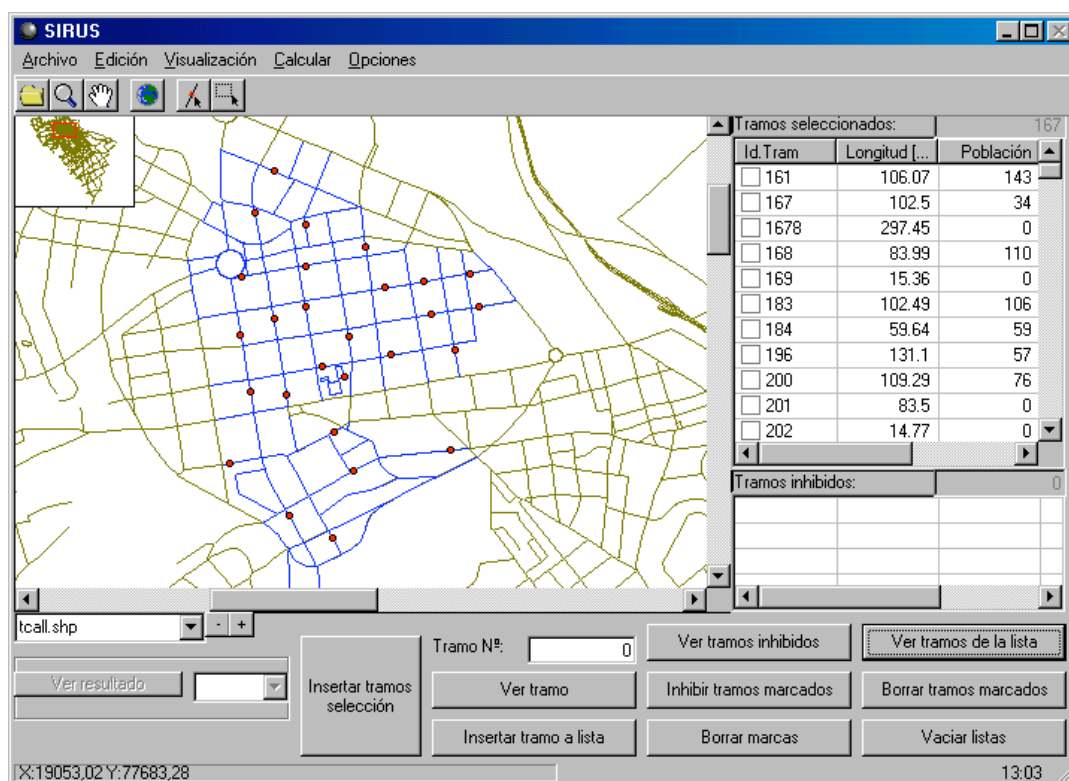 SIRUS
Archivo Edición Visualización Calcular Opciones
Tramos seleccionados: 167
Id.Tram Longitud [... Población
161 106.07 143
167 102.5 34
1678 297.45 0
168 83.99 110
169 15.36 0
183 102.49 106
184 59.64 59
196 131.1 57
200 109.29 76
201 83.5 0
202 14.77 0
Tramos inhibidos: 0
tcall.shp - +
Ver resultado
Insertar tramos
selección
Tramo Nº: 0
Ver tramo
Insertar tramo a lista
Ver tramos inhibidos
Inhibir tramos marcados
Borrar marcas
Ver tramos de la lista
Borrar tramos marcados
Vaciar listas
X:19053,02 Y:77683,28 13:03